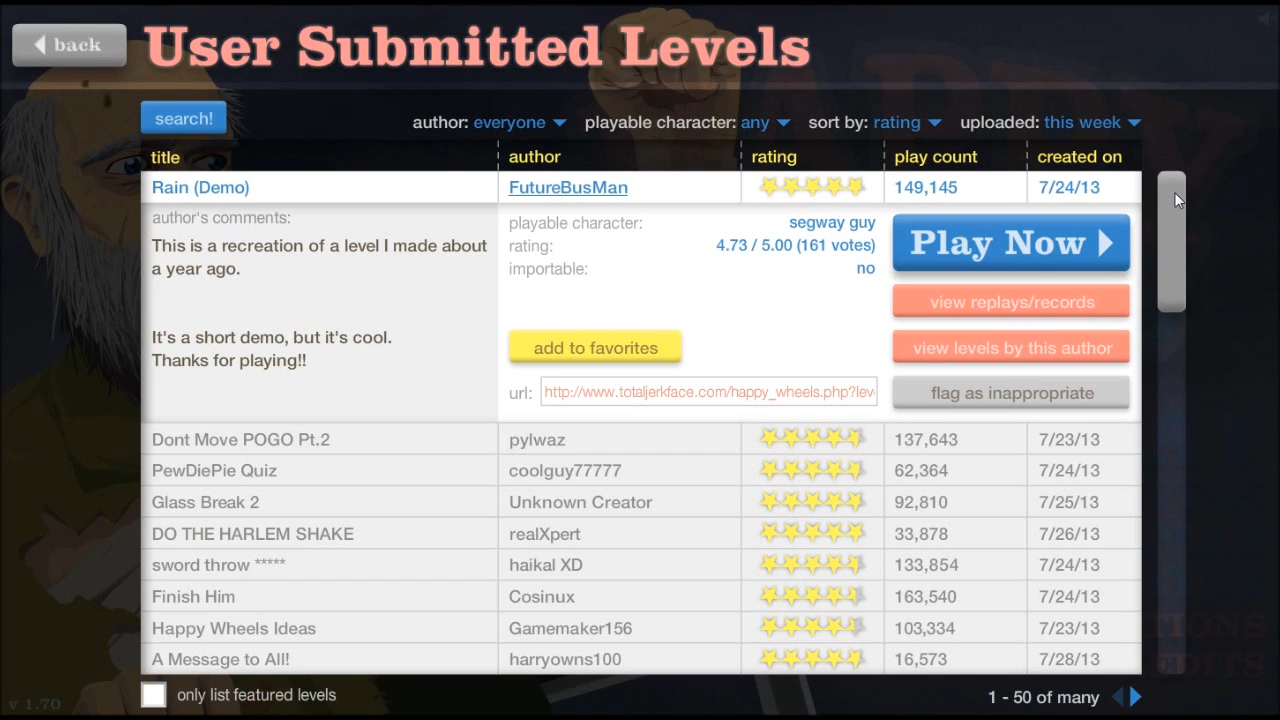 back
User Submitted Levels
search!
author: everyone playable character: any sort by: rating uploaded: this week
title author rating play count created on
Rain (Demo) FutureBusMan 149,145 7/24/13
author's comments:
This is a recreation of a level I made about
a year ago.
It's a short demo, but it's cool.
Thanks for playing!!
playable character: segway guy
rating: 4.73 / 5.00 (161 votes)
importable: no
add to favorites
url: http://www.totaljerkface.com/happy_wheels.php?lev
Play Now
view replays/records
view levels by this author
flag as inappropriate
Dont Move POGO Pt.2 pylwaz 137,643 7/23/13
PewDiePie Quiz coolguy77777 62,364 7/24/13
Glass Break 2 Unknown Creator 92,810 7/25/13
DO THE HARLEM SHAKE realXpert 33,878 7/26/13
sword throw ***** haikal XD 133,854 7/24/13
Finish Him Cosinux 163,540 7/24/13
Happy Wheels Ideas Gamemaker156 103,334 7/23/13
A Message to All! harryowns100 16,573 7/28/13
only list featured levels
1 - 50 of many
v 1.70